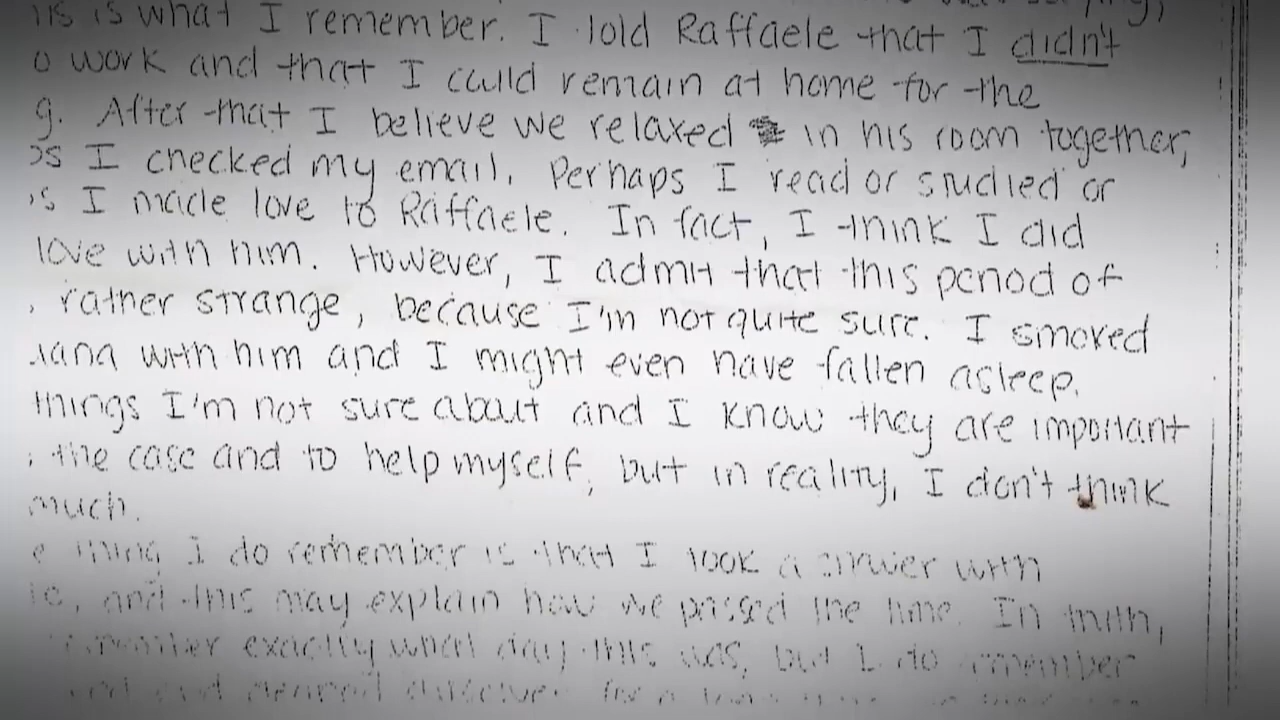 is what I remember. I told Raffaele that I didn't
o work and that I could remain at home for the
g. After that I believe we relaxed in his room together,
ps I checked my email. Perhaps I read or studied or
s I made love to Raffaele. In fact, I think I did
love with him. However, I admit that this period of
, rather strange, because I'm not quite sure. I smoked
uana with him and I might even have fallen asleep.
things I'm not sure about and I know they are important
the case and to help myself, but in reality, I don't think
much.
e thing I do remember is that I took a shower with
le, and this may explain how we passed the time. In truth,
exactly what day this was, but I do remember